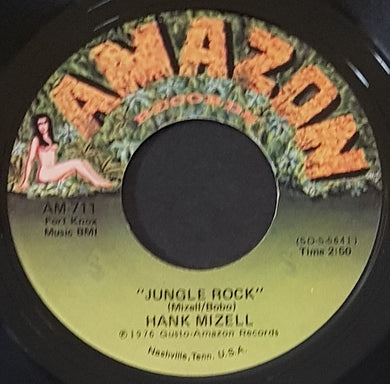 AMAZON
RECORDS
AM-711
Fort Knox
Music BMI
(SO-S-5641)
Time 2:50
"JUNGLE ROCK"
(Mizell/Bobo)
HANK MIZELL
©1976 Gusto-Amazon Records
Nashville, Tenn. U.S.A.